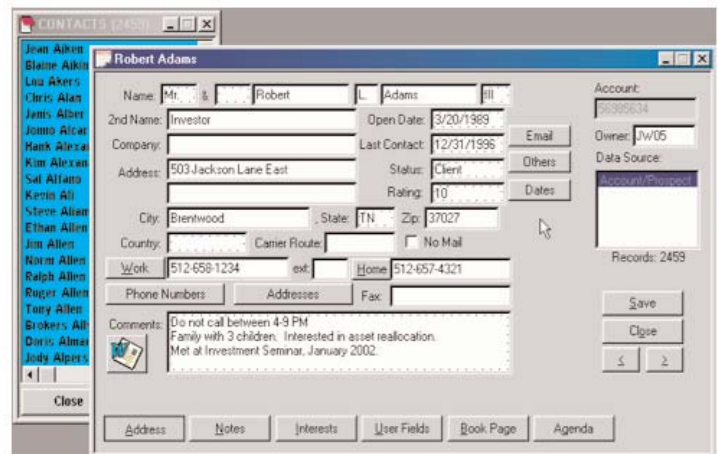 CONTACTS (2459)
Jean Aiken
Blaine Aikin
Lou Akers
Chris Alan
Janis Alber
Jonno Alcar
Hank Alexa
Kim Alexan
Sal Alfano
Kevin Ali
Steve Allan
Ethan Allen
Jim Allen
Norm Allen
Ralph Allen
Roger Allen
Tony Allen
Brokers All
Doris Almar
Jody Alpers
Close
Robert Adams
Name: Mr. & Robert L. Adams III
2nd Name: Investor Open Date: 3/20/1989
Company: Last Contact: 12/31/1996 Email
Address: 503 Jackson Lane East Status: Client Others
Rating: 10 Dates
City: Brentwood , State: TN Zip: 37027
Country: Carrier Route: No Mail
Work 512-658-1234 ext: Home 512-657-4321
Phone Numbers Addresses Fax:
Comments: Do not call between 4-9 PM
Family with 3 children. Interested in asset reallocation.
Met at Investment Seminar, January 2002.
Account:
56985634
Owner: JW05
Data Source:
Account/Prospect
Records: 2459
Save
Close
< >
Address Notes Interests User Fields Book Page Agenda